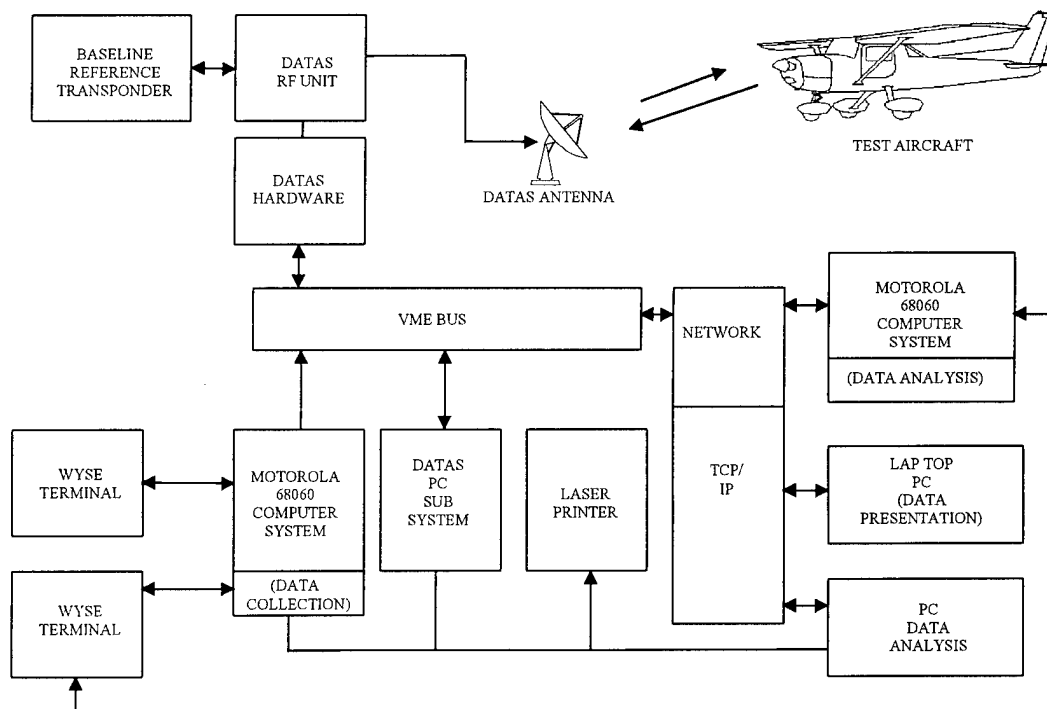 BASELINE
REFERENCE
TRANSPONDER
DATAS
RF UNIT
TEST AIRCRAFT
DATAS
HARDWARE
DATAS ANTENNA
VME BUS
NETWORK
MOTOROLA
68060
COMPUTER
SYSTEM
(DATA ANALYSIS)
WYSE
TERMINAL
MOTOROLA
68060
COMPUTER
SYSTEM
(DATA
COLLECTION)
DATAS
PC
SUB
SYSTEM
LASER
PRINTER
TCP/
IP
LAP TOP
PC
(DATA
PRESENTATION)
WYSE
TERMINAL
PC
DATA
ANALYSIS